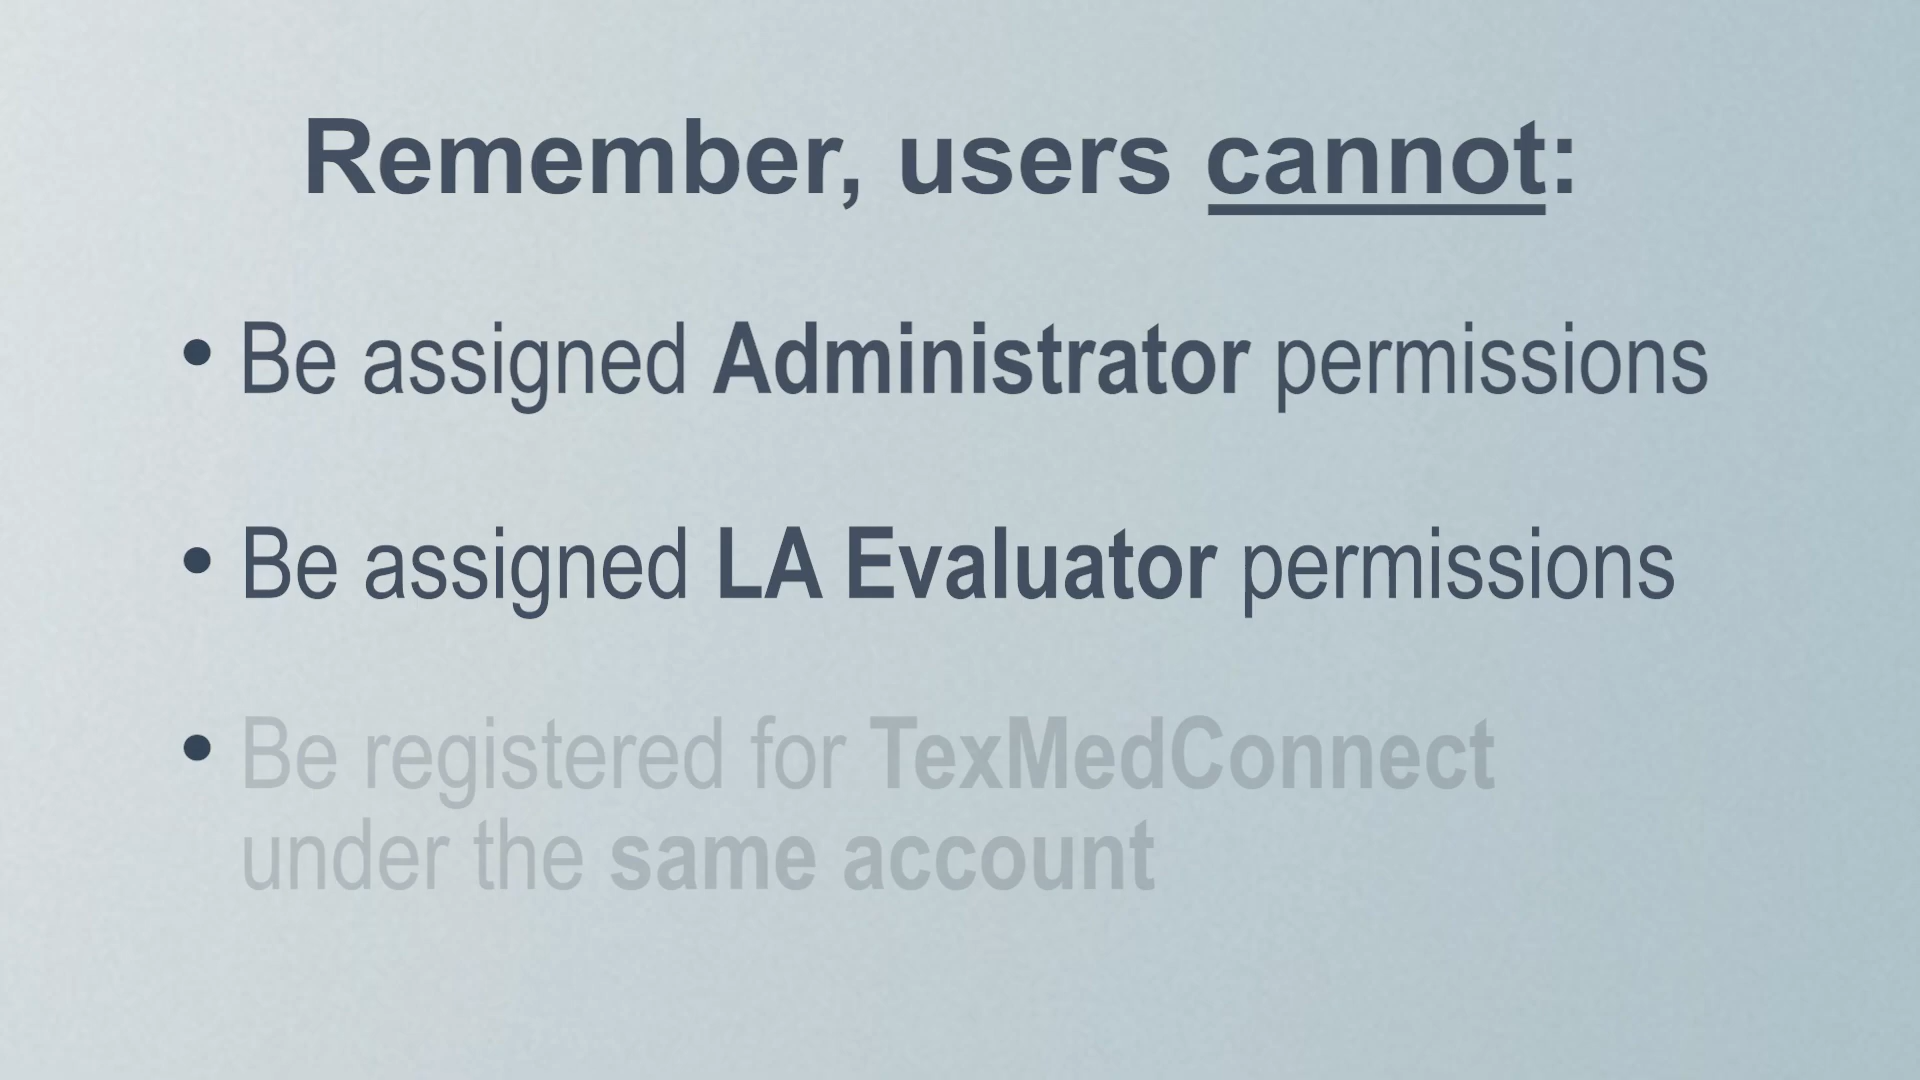 Remember, users cannot:
• Be assigned Administrator permissions
• Be assigned LA Evaluator permissions
• Be registered for TexMedConnect
under the same account